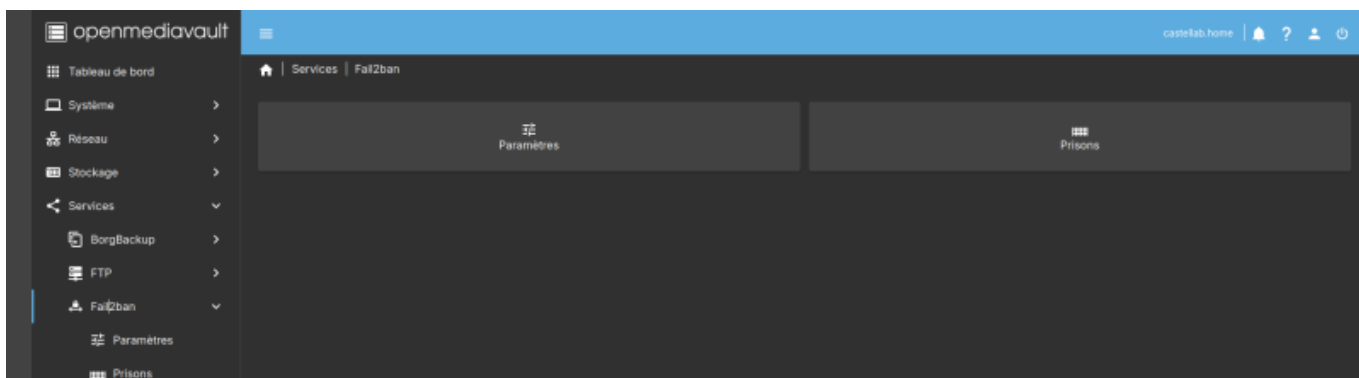 openmediavault
castellab.home
?
Tableau de bord
Services | Fail2ban
Système
Réseau
Paramètres
Prisons
Stockage
Services
BorgBackup
FTP
Fail2ban
Paramètres
Prisons